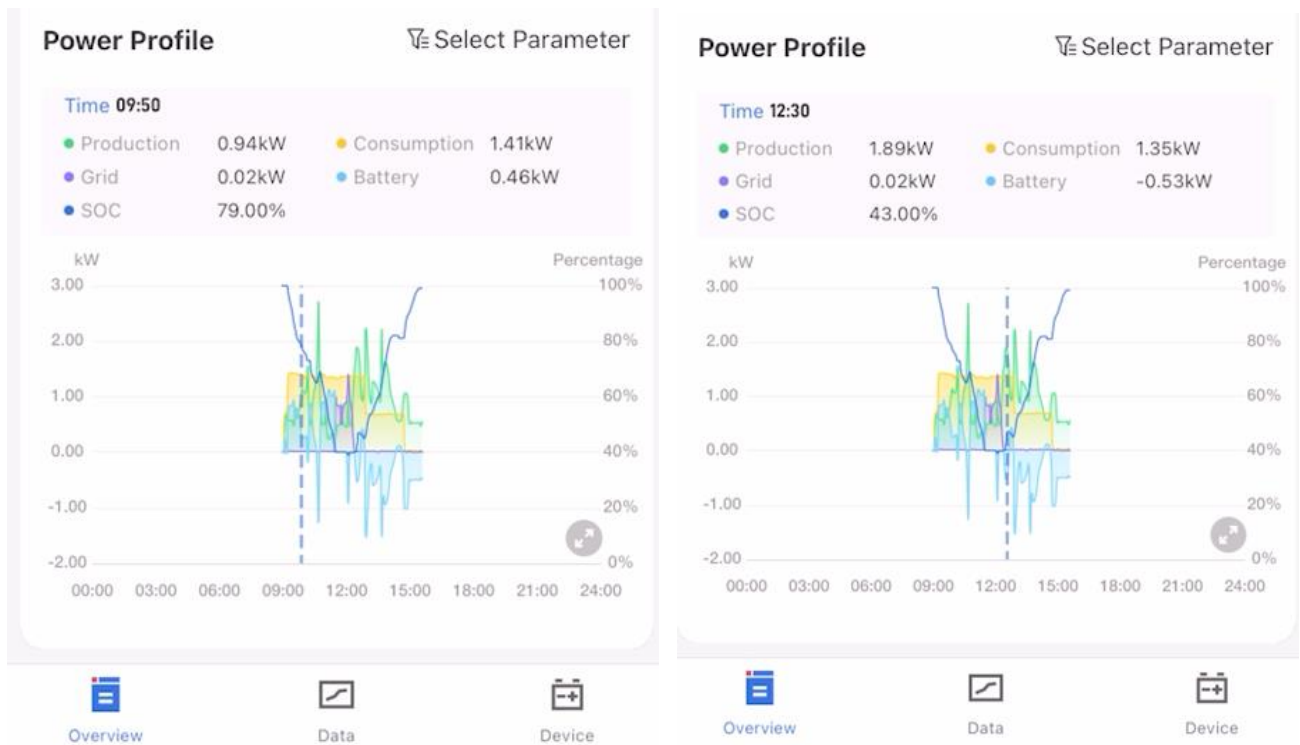 Power Profile
Select Parameter
Time 09:50
Production 0.94kW Consumption 1.41kW
Grid 0.02kW Battery 0.46kW
SOC 79.00%
kW Percentage
3.00 100%
2.00 80%
1.00 60%
0.00 40%
-1.00 20%
-2.00 0%
00:00 03:00 06:00 09:00 12:00 15:00 18:00 21:00 24:00
Overview Data Device
Power Profile
Select Parameter
Time 12:30
Production 1.89kW Consumption 1.35kW
Grid 0.02kW Battery -0.53kW
SOC 43.00%
kW Percentage
3.00 100%
2.00 80%
1.00 60%
0.00 40%
-1.00 20%
-2.00 0%
00:00 03:00 06:00 09:00 12:00 15:00 18:00 21:00 24:00
Overview Data Device